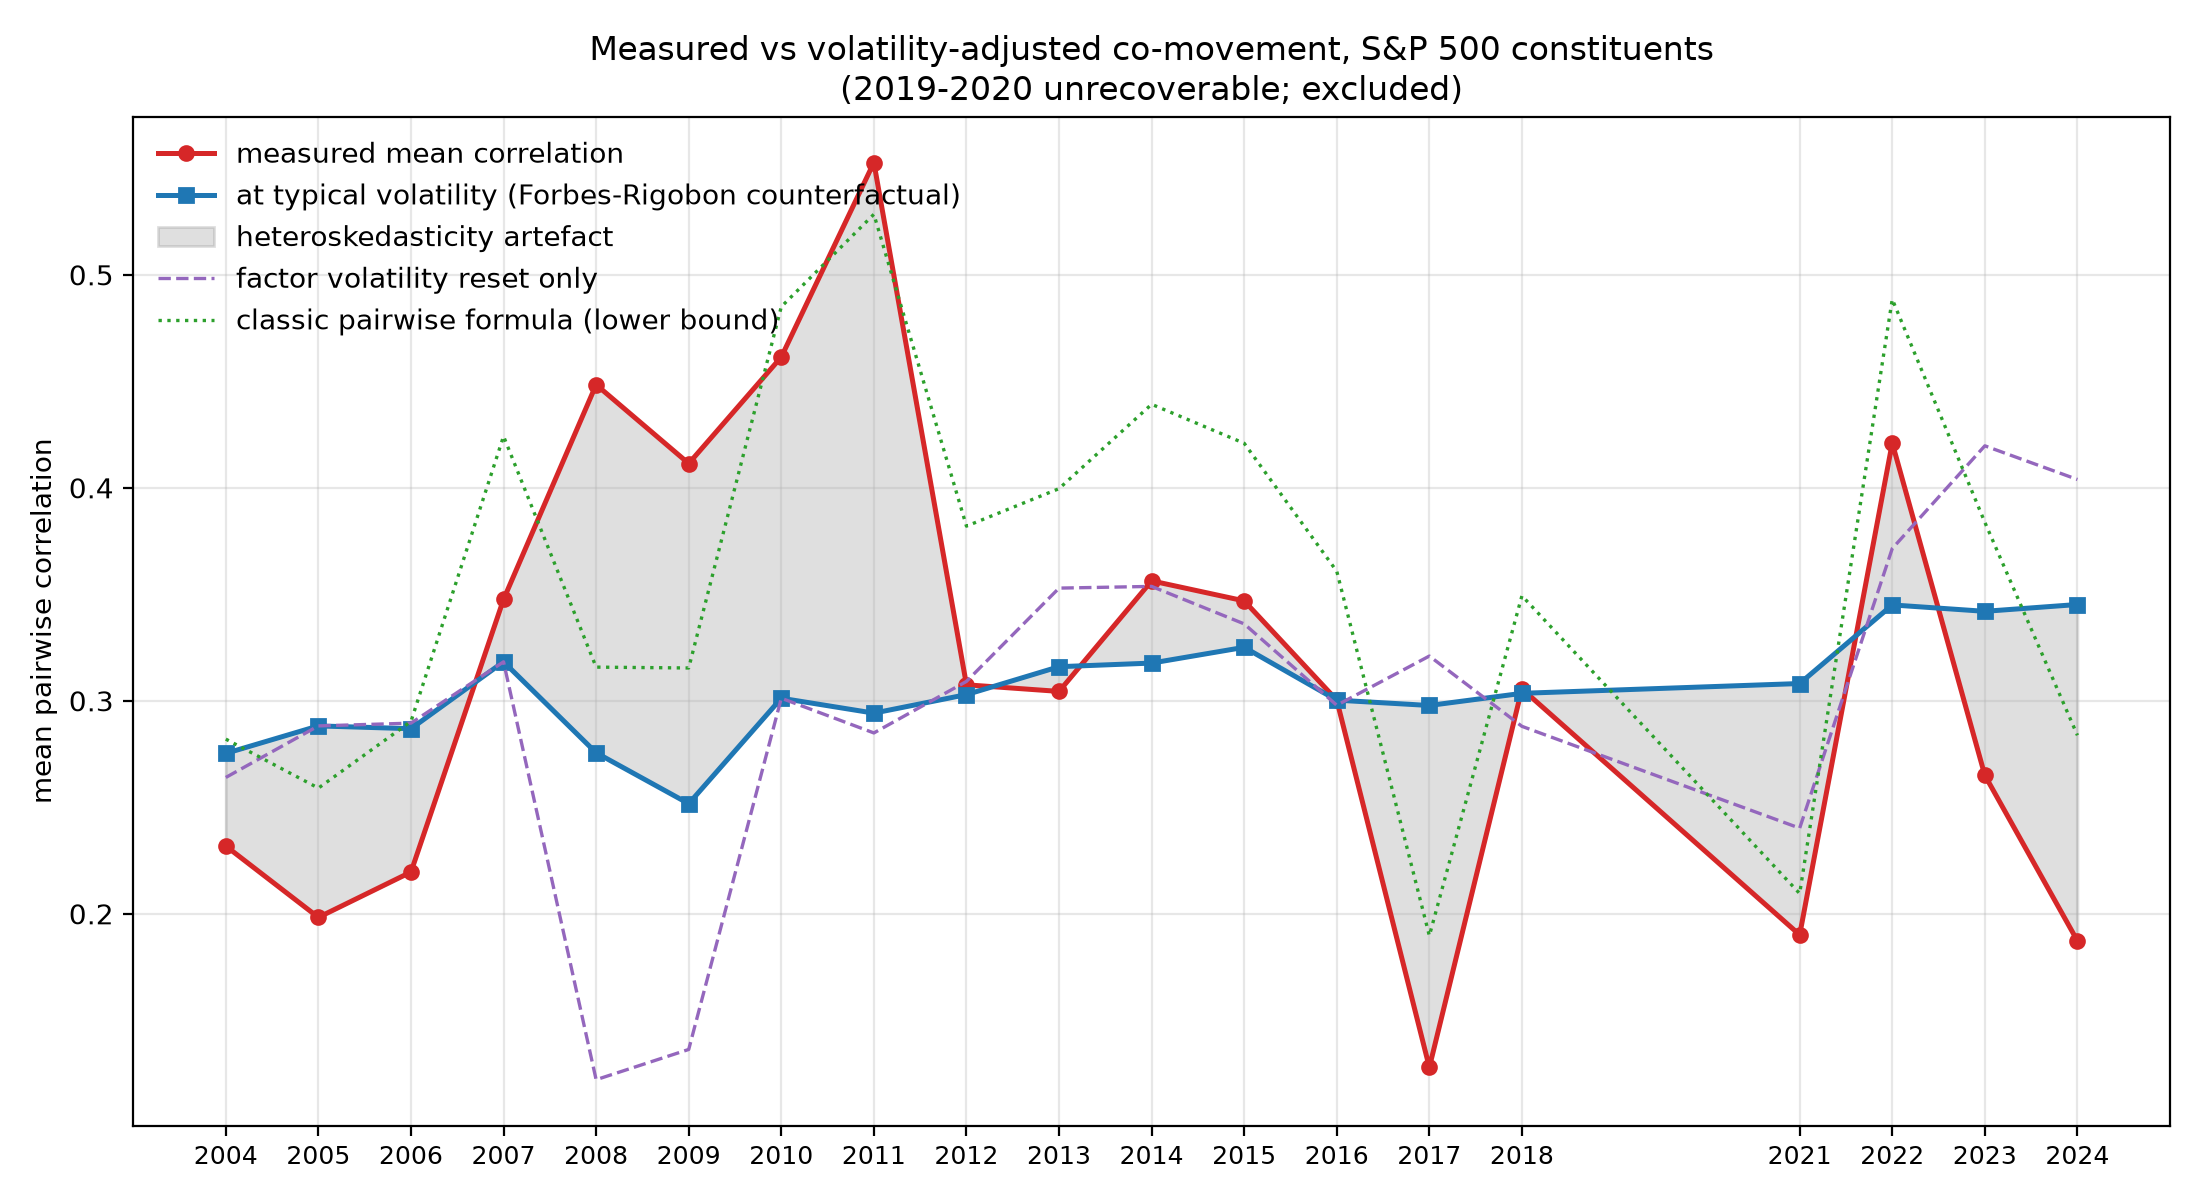 Measured vs volatility-adjusted co-movement, S&P 500 constituents
(2019-2020 unrecoverable; excluded)
measured mean correlation
at typical volatility (Forbes-Rigobon counterfactual)
heteroskedasticity artefact
factor volatility reset only
classic pairwise formula (lower bound)
mean pairwise correlation
0.5
0.4
0.3
0.2
2004 2005 2006 2007 2008 2009 2010 2011 2012 2013 2014 2015 2016 2017 2018 2021 2022 2023 2024